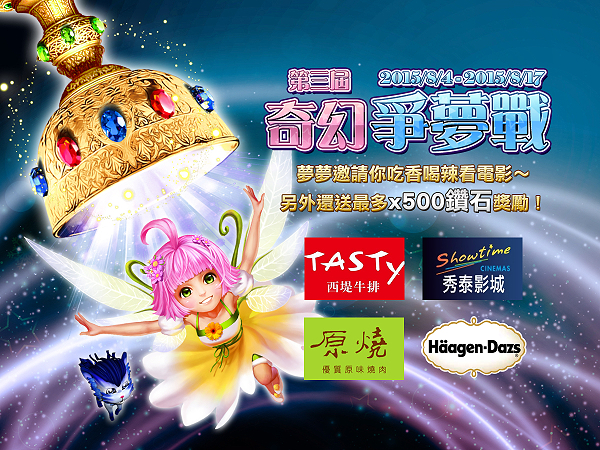 第三屆
2015/8/4-2015/8/17
奇幻爭夢戰
夢夢邀請你吃香喝辣看電影～
另外還送最多x500鑽石獎勵！
TASTy
西堤牛排
Showtime
CINEMAS
秀泰影城
原燒
優質原味燒肉
Häagen-Dazs